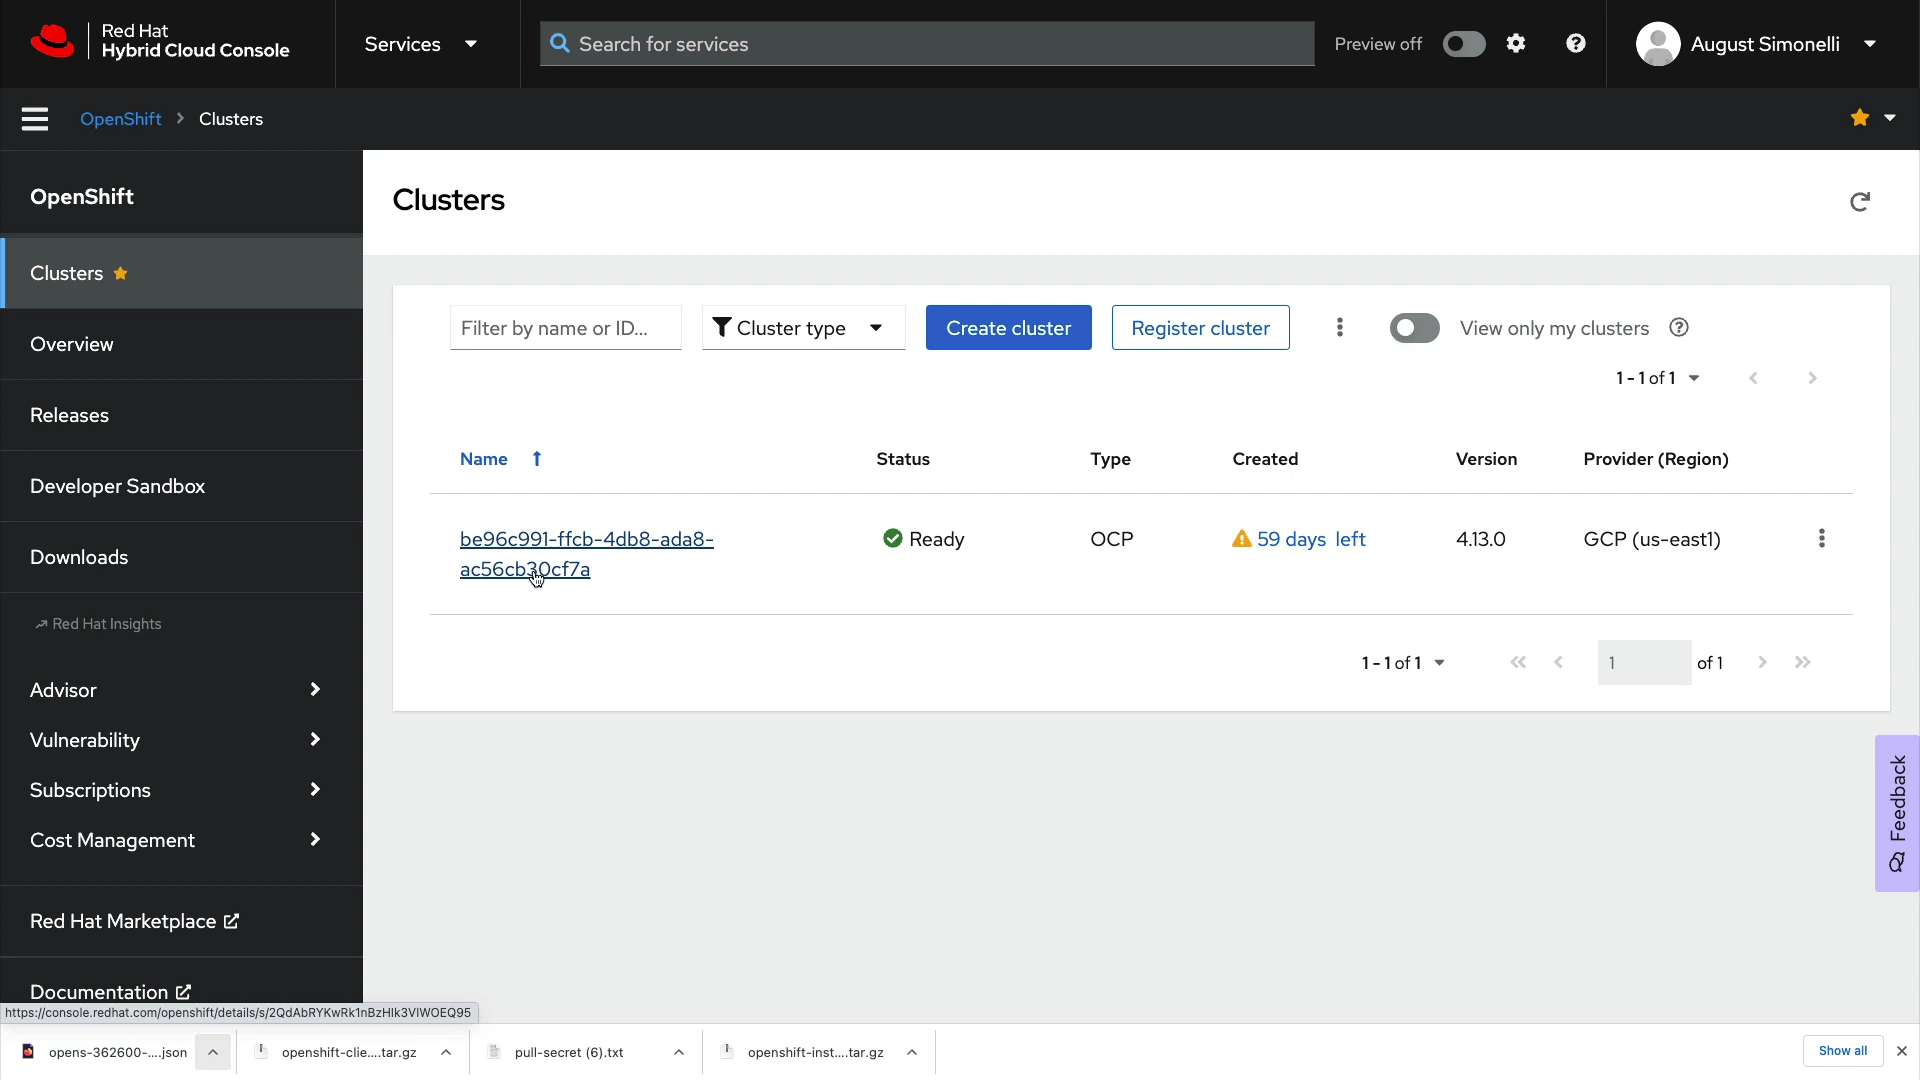 Red Hat
Hybrid Cloud Console
Services
Search for services
Preview off
August Simonelli
OpenShift
Clusters
OpenShift
Clusters
Overview
Releases
Developer Sandbox
Downloads
Red Hat Insights
Advisor
Vulnerability
Subscriptions
Cost Management
Red Hat Marketplace
Documentation
Clusters
Filter by name or ID...
Cluster type
Create cluster
Register cluster
View only my clusters
1 - 1 of 1
Name Status Type Created Version Provider (Region)
be96c991-ffcb-4db8-ada8- Ready OCP 59 days left 4.13.0 GCP (us-east1)
ac56cb30cf7a
1 - 1 of 1
1 of 1
Feedback
https://console.redhat.com/openshift/details/s/2QdAbRYKwRk1nBzHIk3VIWOEQ95
opens-362600-....json
openshift-clie....tar.gz
pull-secret (6).txt
openshift-inst....tar.gz
Show all